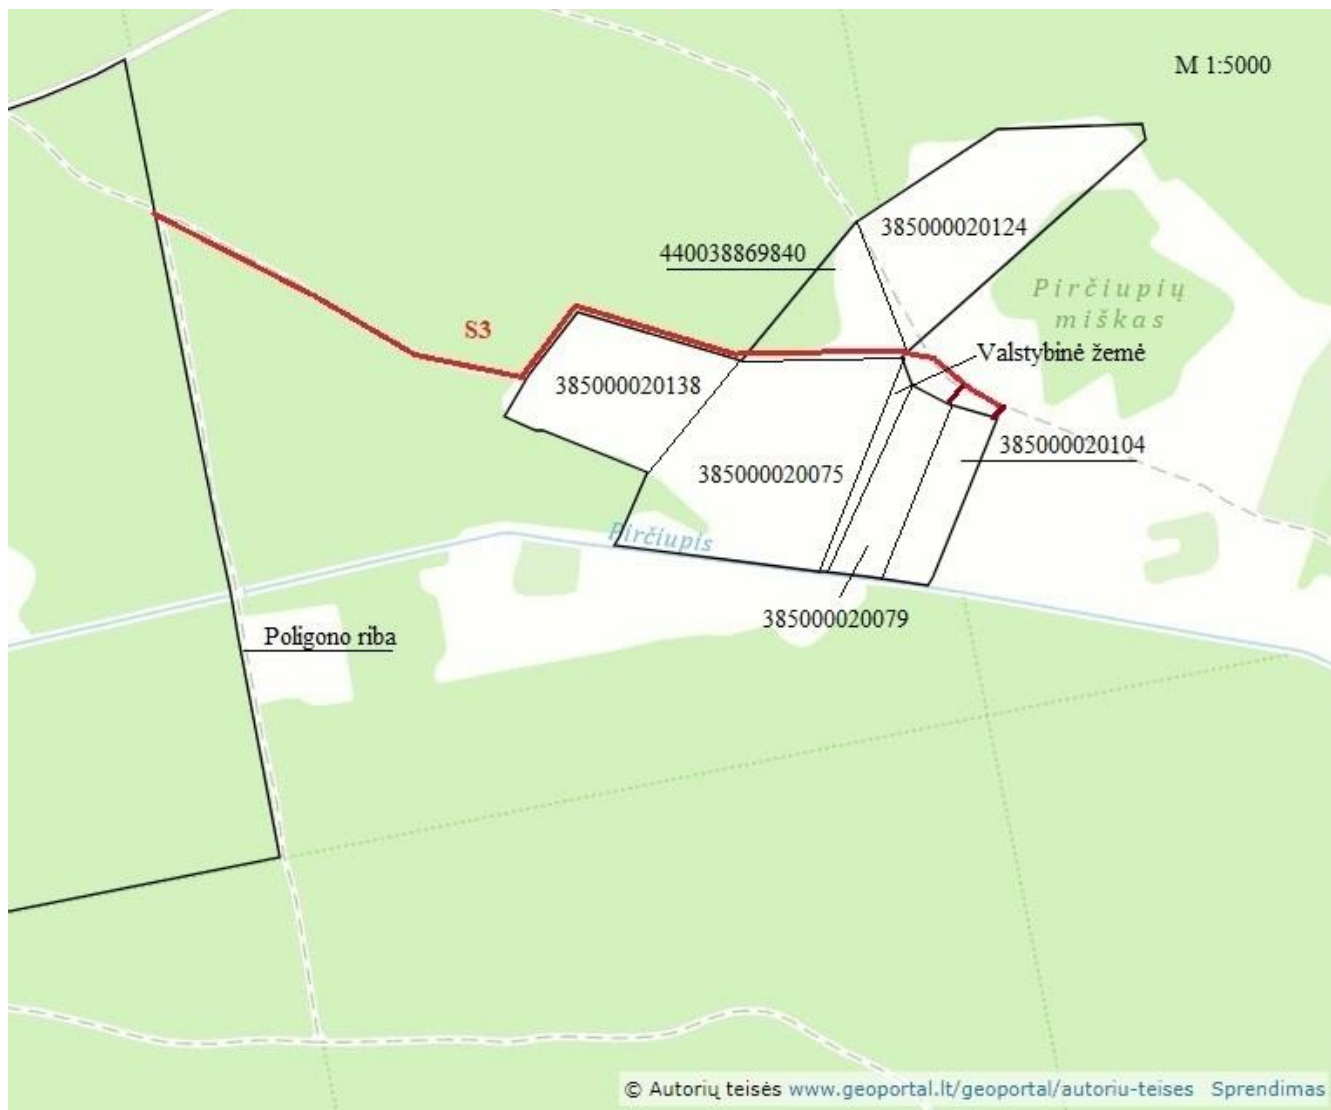 M 1:5000
385000020124
440038869840
Pirčiupių
miškas
S3
Valstybinė žemė
385000020138
385000020104
385000020075
Pirčiupis
385000020079
Poligono riba
© Autorių teisės www.geoportal.lt/geoportal/autoriu-teises Sprendimas